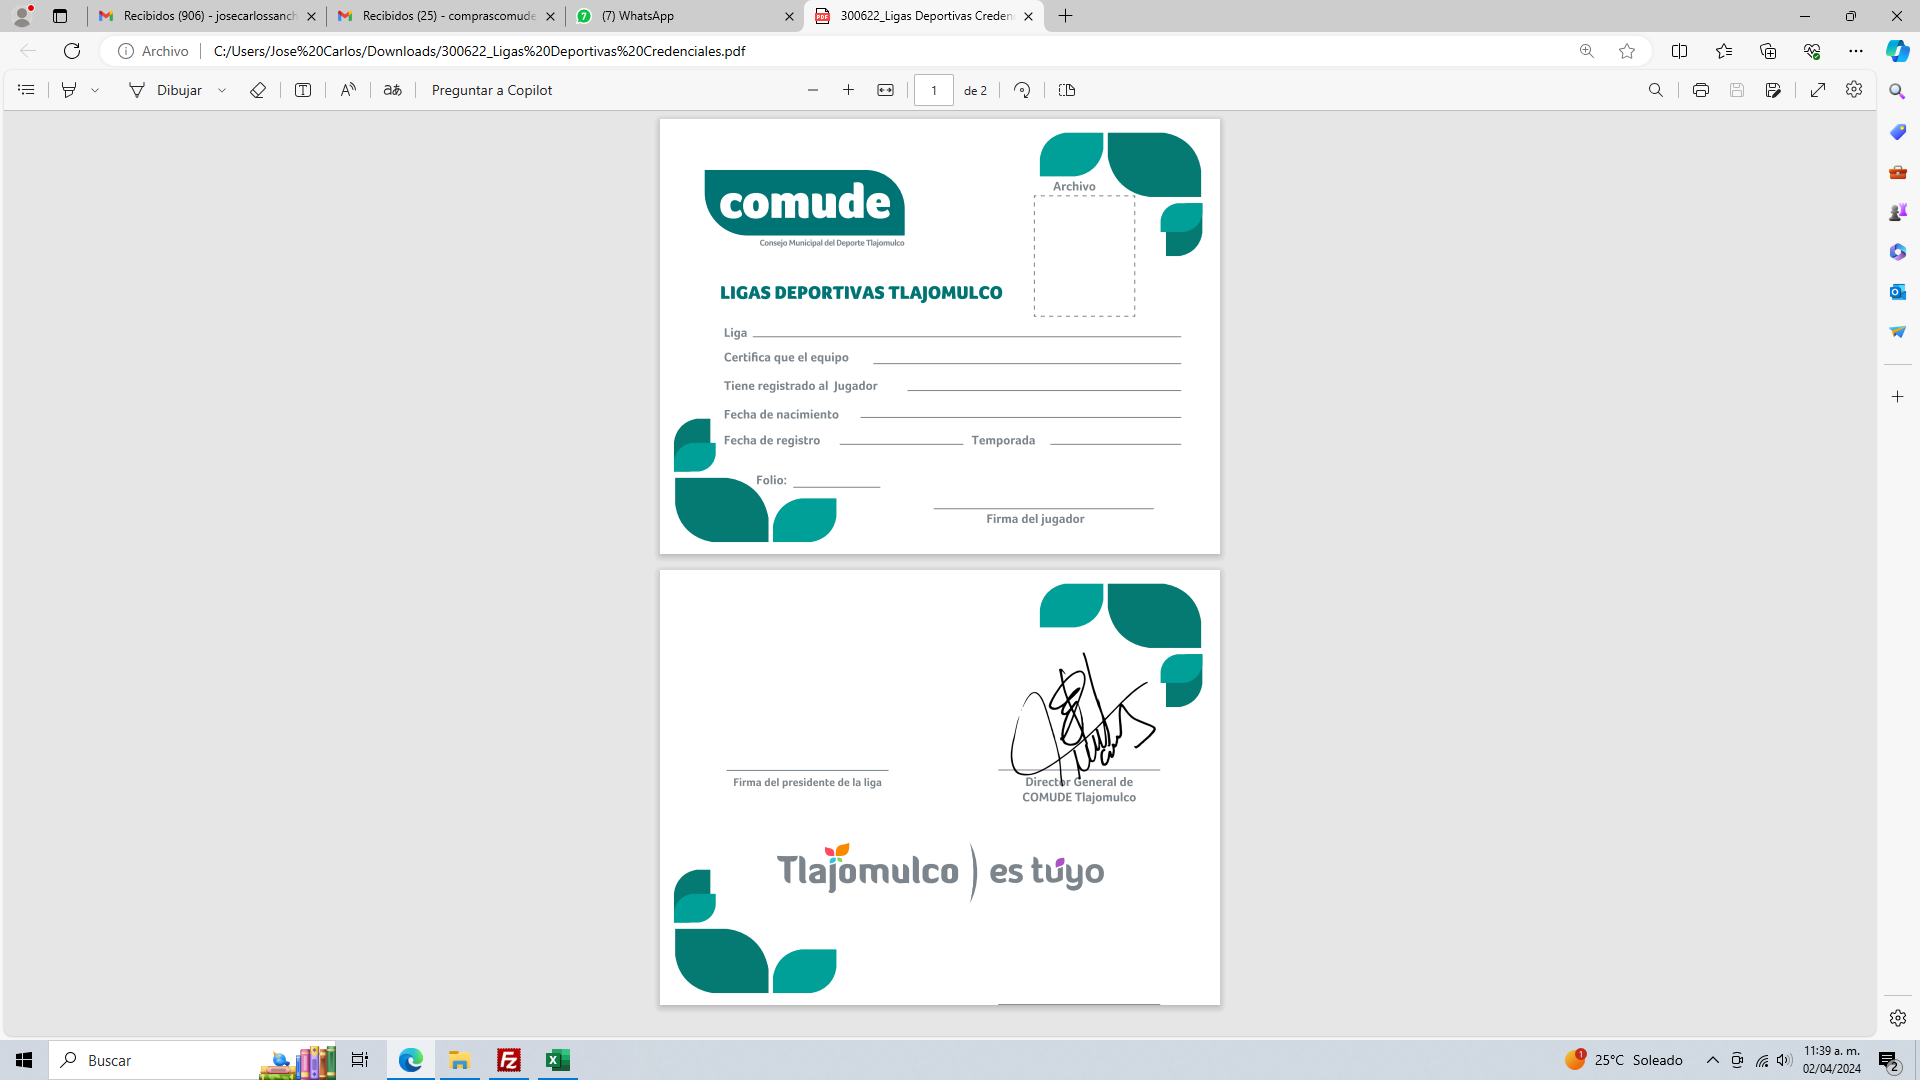 Recibidos (906) - josecarlossanch
Recibidos (25) - comprascomude
(7) WhatsApp
300622_Ligas Deportivas Creden
Archivo
C:/Users/Jose%20Carlos/Downloads/300622_Ligas%20Deportivas%20Credenciales.pdf
Dibujar
Preguntar a Copilot
1
de 2
comude
Consejo Municipal del Deporte Tlajomulco
Archivo
LIGAS DEPORTIVAS TLAJOMULCO
Liga
Certifica que el equipo
Tiene registrado al Jugador
Fecha de nacimiento
Fecha de registro
Temporada
Folio:
Firma del jugador
Firma del presidente de la liga
Director General de
COMUDE Tlajomulco
Tlajomulco) es tuyo
Buscar
25°C Soleado
11:39 a. m.
02/04/2024
2